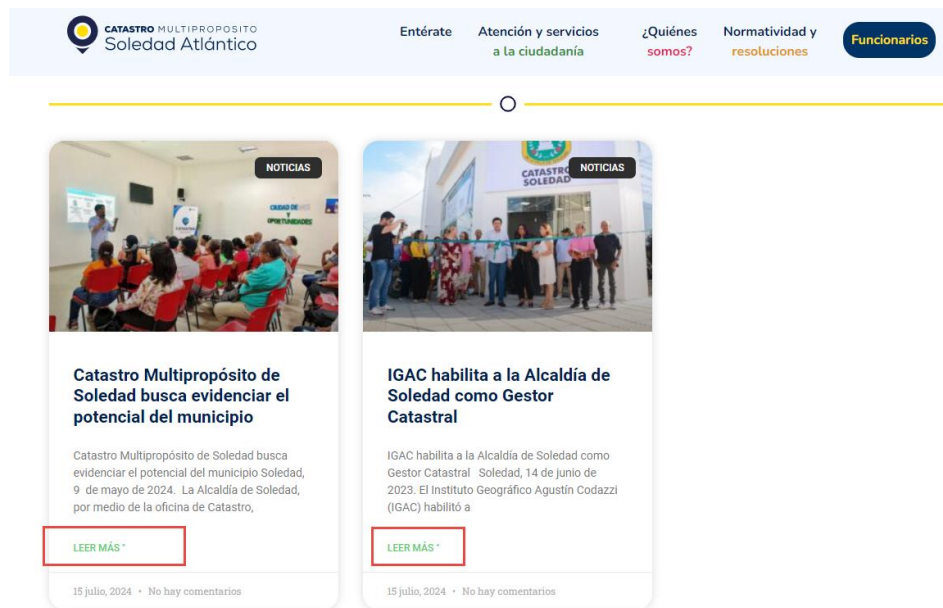 CATASTRO MULTIPROPOSITO
Soledad Atlántico
Entérate
Atención y servicios
a la ciudadanía
¿Quiénes
somos?
Normatividad y
resoluciones
Funcionarios
NOTICIAS
CIUDAD DE
Y
OPORTUNIDADES
Catastro Multipropósito de
Soledad busca evidenciar el
potencial del municipio
Catastro Multipropósito de Soledad busca
evidenciar el potencial del municipio Soledad,
9 de mayo de 2024. La Alcaldía de Soledad,
por medio de la oficina de Catastro,
LEER MÁS "
15 julio, 2024 • No hay comentarios
NOTICIAS
CATASTRO
SOLEDAD
IGAC habilita a la Alcaldía de
Soledad como Gestor
Catastral
IGAC habilita a la Alcaldía de Soledad como
Gestor Catastral Soledad, 14 de junio de
2023. El Instituto Geográfico Agustín Codazzi
(IGAC) habilitó a
LEER MÁS "
15 julio, 2024 • No hay comentarios